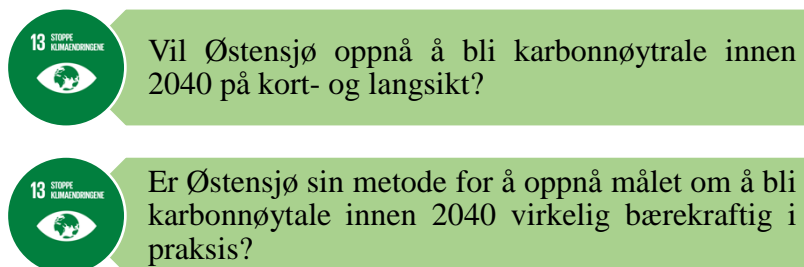 13 STOPPE
KLIMAENDRINGENE
Vil Østensjø oppnå å bli karbonnøytrale innen
2040 på kort- og langsikt?
13 STOPPE
KLIMAENDRINGENE
Er Østensjø sin metode for å oppnå målet om å bli
karbonnøytale innen 2040 virkelig bærekraftig i
praksis?